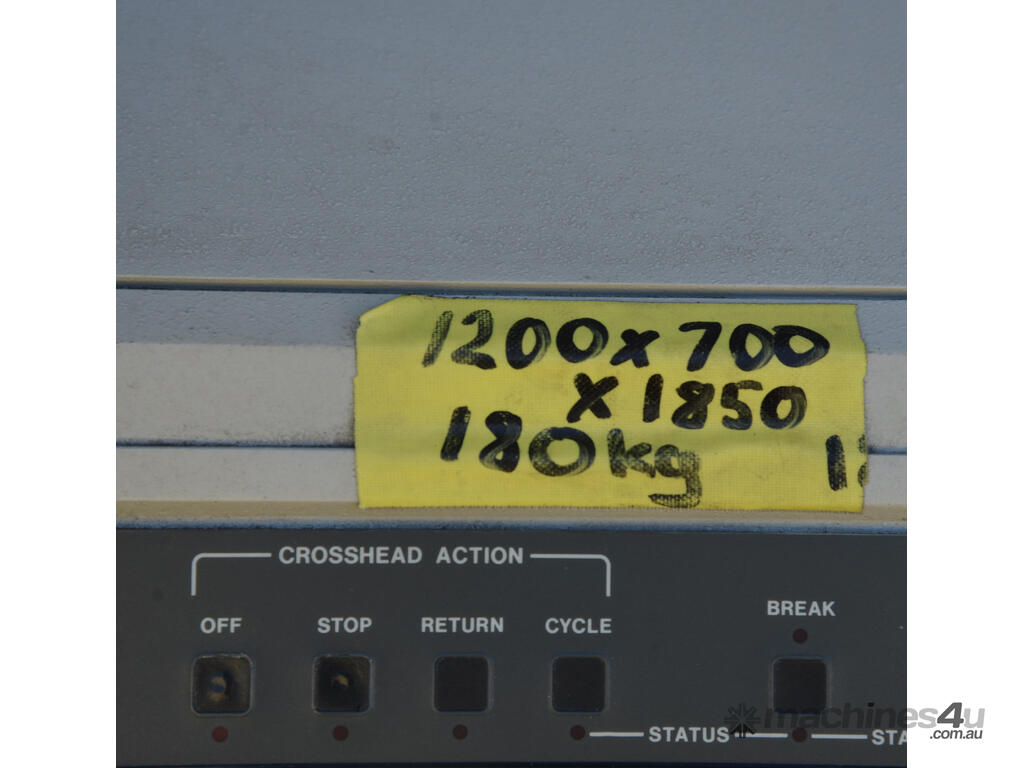 1200x700
x1850
180kg
CROSSHEAD ACTION
OFF STOP RETURN CYCLE BREAK
STATUS
machines4u
.com.au